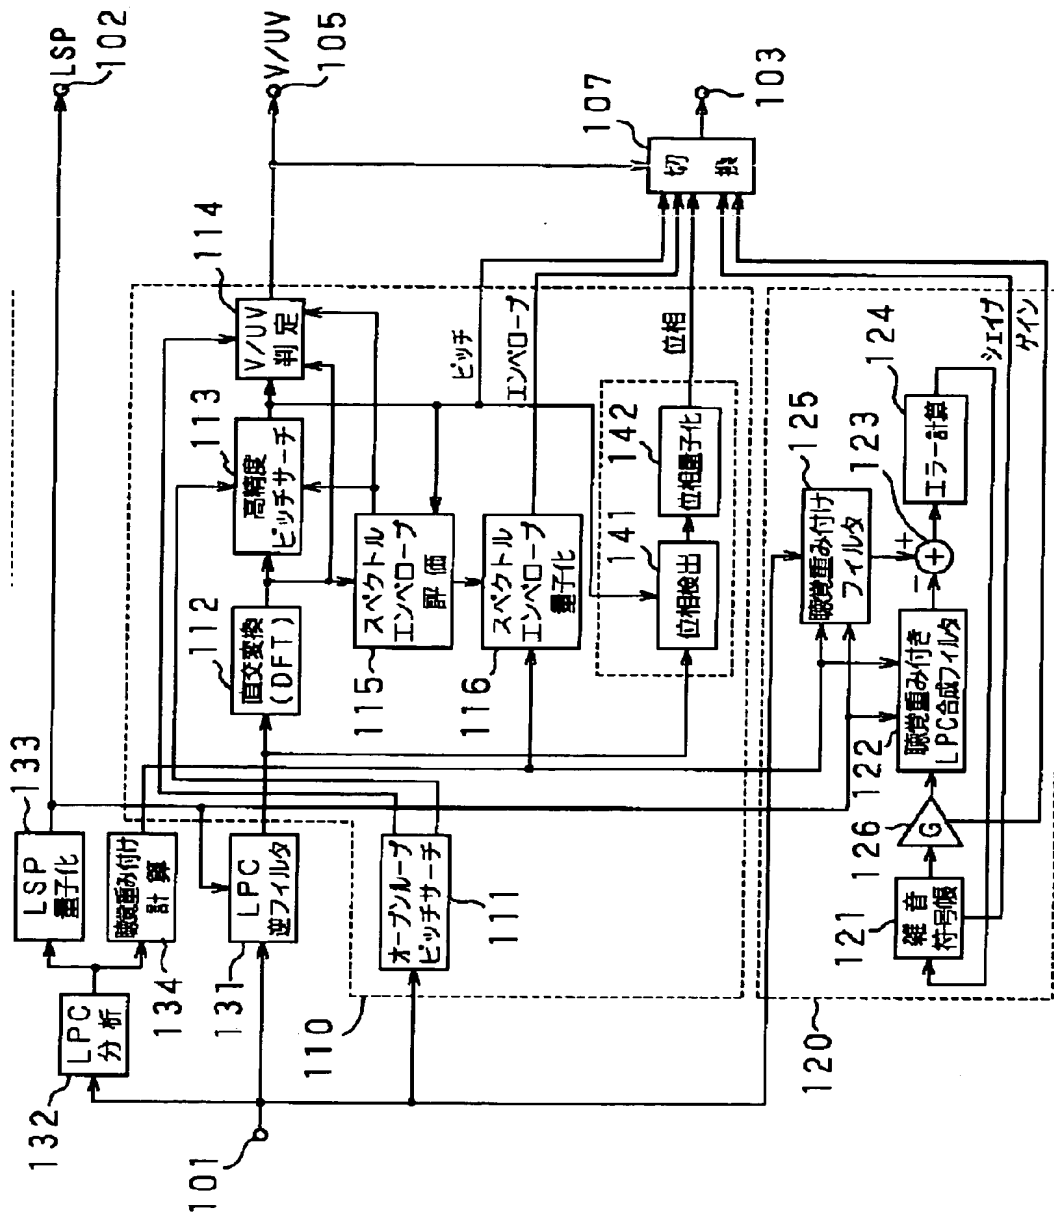 LSP
102
V/UV
105
103
107
切換
133
LSP
量子化
聴覚重み付け
計算
134
132
LPC
分析
101
131
LPC
逆フィルタ
110
オープンループ
ピッチサーチ
111
112
直交変換
(DFT)
113
高精度
ピッチサーチ
114
V/UV
判定
スペクトル
エンベロープ
評価
115
スペクトル
エンベロープ
量子化
116
ピッチ
エンベロープ
位相
141
位相検出
142
位相量子化
120
121
雑音
符号帳
126
G
122
聴覚重み付き
LPC合成フィルタ
125
聴覚重み付け
フィルタ
+
−
+
123
124
エラー計算
シェイプ
ゲイン